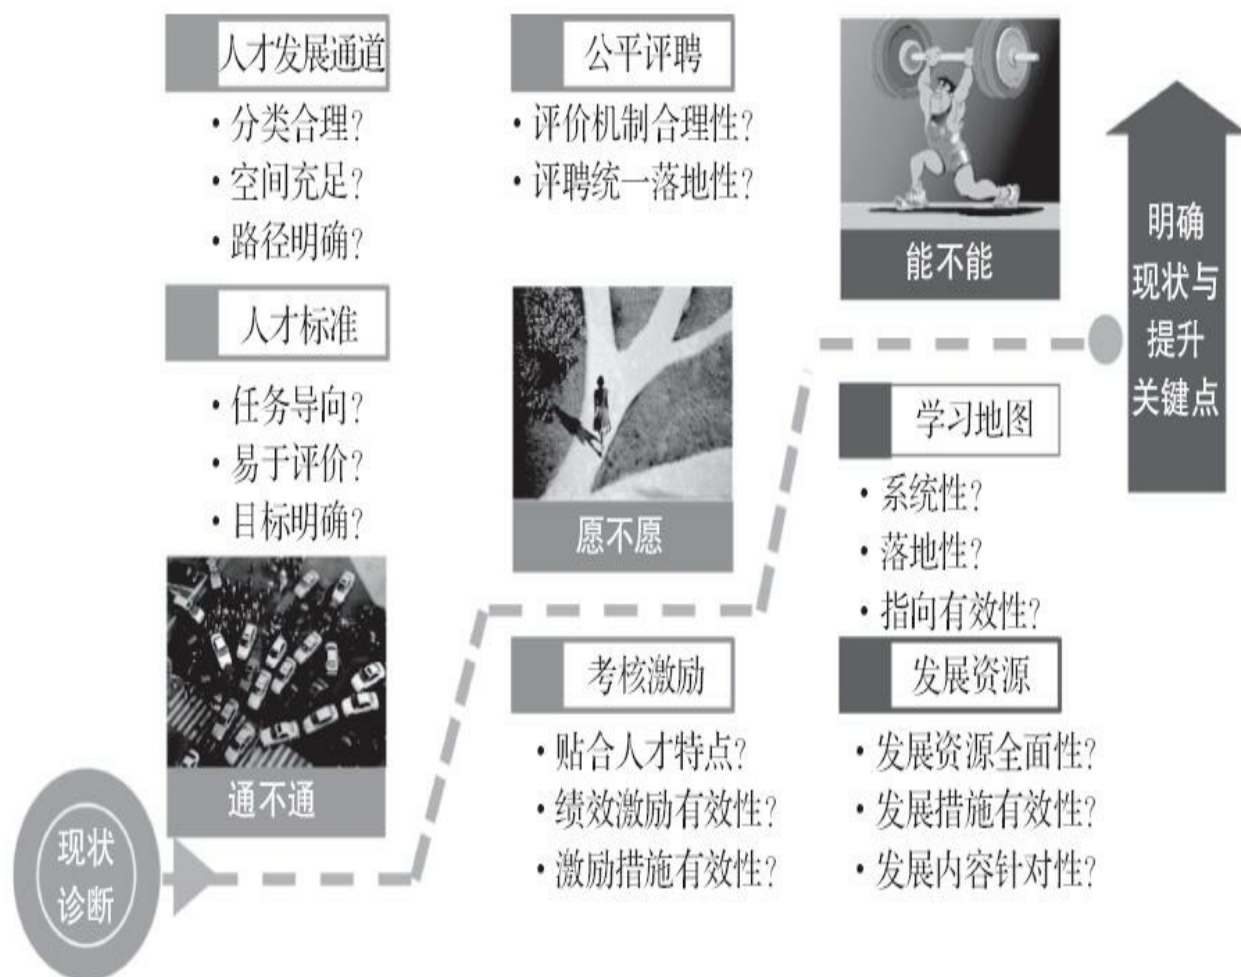 人才发展通道
• 分类合理?
• 空间充足?
• 路径明确?
人才标准
• 任务导向?
• 易于评价?
• 目标明确?
通不通
现状
诊断
公平评聘
• 评价机制合理性?
• 评聘统一落地性?
愿不愿
考核激励
• 贴合人才特点?
• 绩效激励有效性?
• 激励措施有效性?
能不能
学习地图
• 系统性?
• 落地性?
• 指向有效性?
发展资源
• 发展资源全面性?
• 发展措施有效性?
• 发展内容针对性?
明确
现状与
提升
关键点